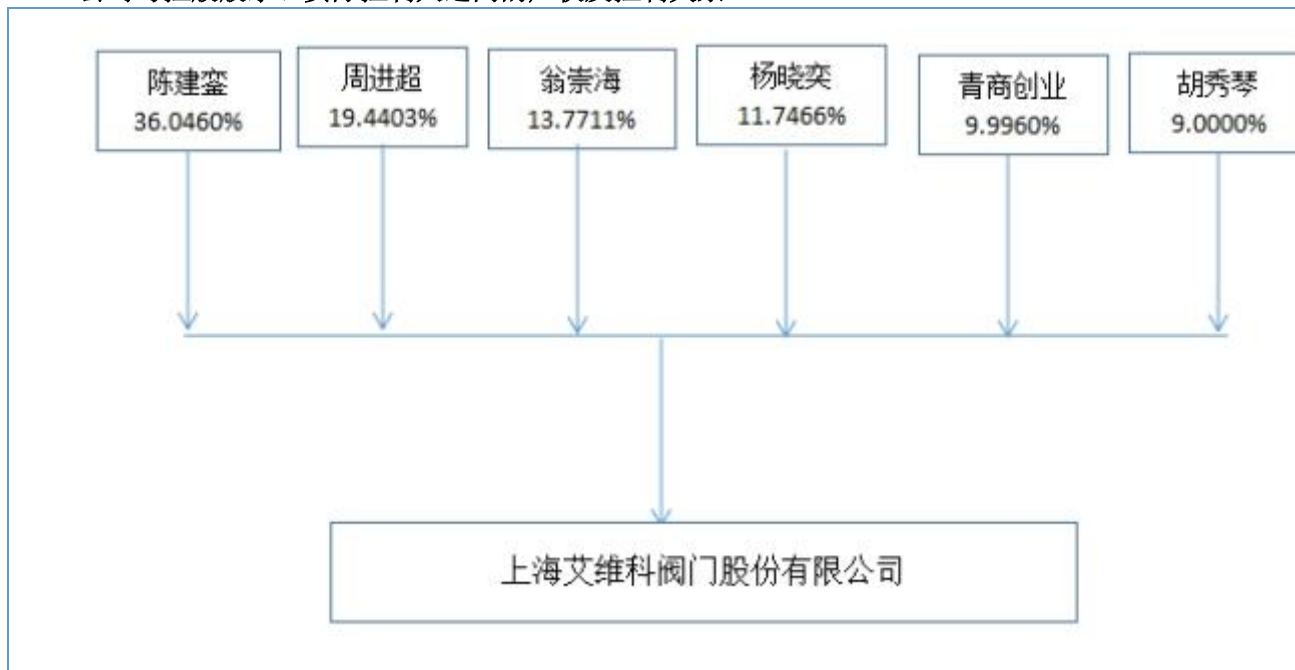 陈建銮
36.0460%
周进超
19.4403%
翁崇海
13.7711%
杨晓奕
11.7466%
青商创业
9.9960%
胡秀琴
9.0000%
上海艾维科阀门股份有限公司